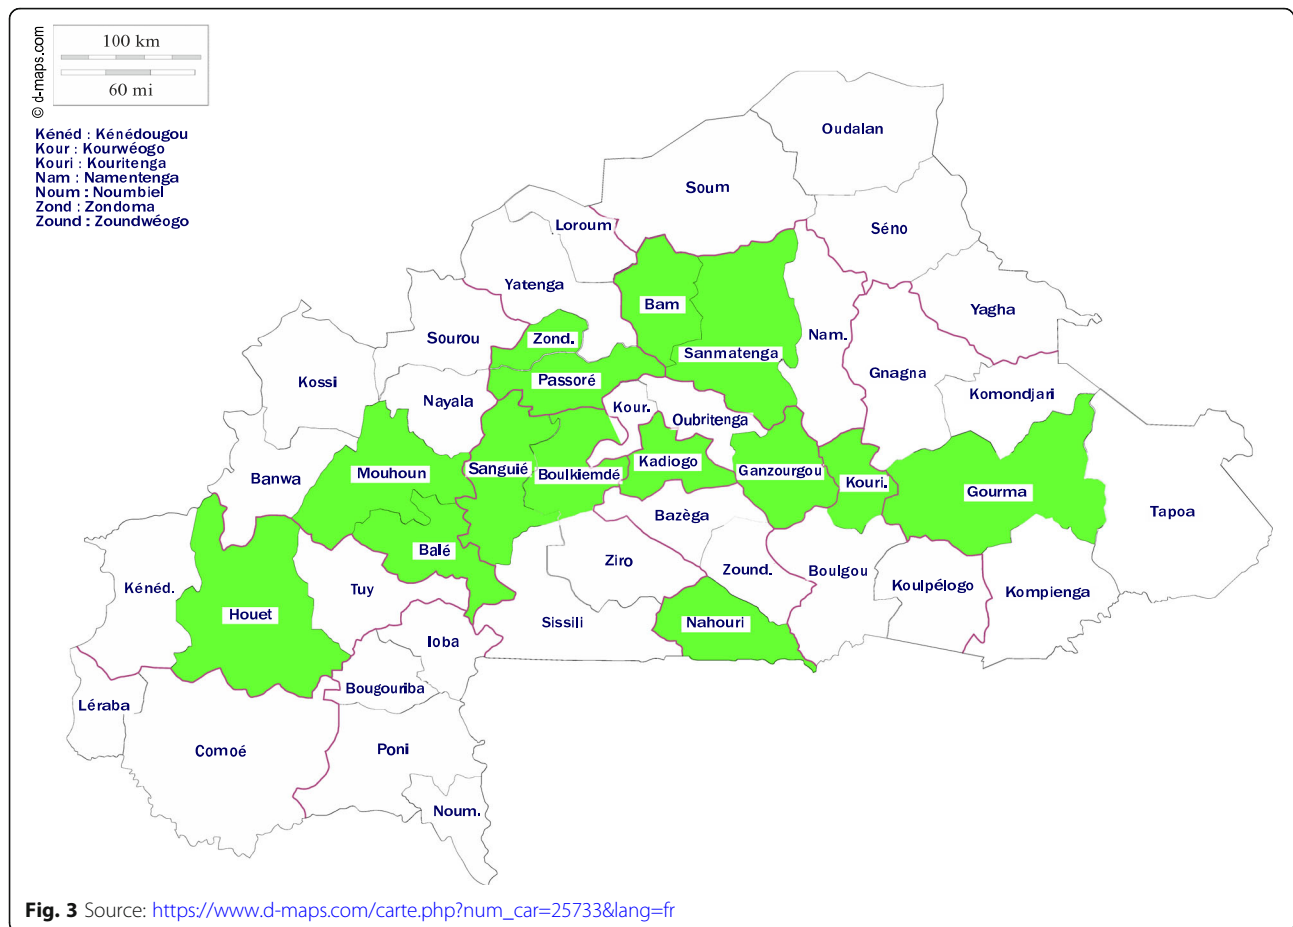 © d-maps.com
100 km
60 mi
Kénéd : Kénédougou
Kour : Kourwéogo
Kouri : Kouritenga
Nam : Namentenga
Noum : Noumbiel
Zond : Zondoma
Zound : Zoundwéogo
Oudalan
Soum
Loroum
Séno
Yatenga
Bam
Yagha
Sourou
Zond.
Nam.
Sanmatenga
Kossi
Passoré
Gnagna
Komondjari
Nayala
Kour.
Oubritenga
Banwa
Mouhoun
Sanguié
Boulkiemdé
Kadiogo
Ganzourgou
Kouri.
Gourma
Tapoa
Bazèga
Balé
Ziro
Zound.
Boulgou
Kénéd.
Tuy
Koulpélogo
Kompienga
Houet
Ioba
Sissili
Nahouri
Bougouriba
Léraba
Comoé
Poni
Noum.
Fig. 3 Source: https://www.d-maps.com/carte.php?num_car=25733&lang=fr